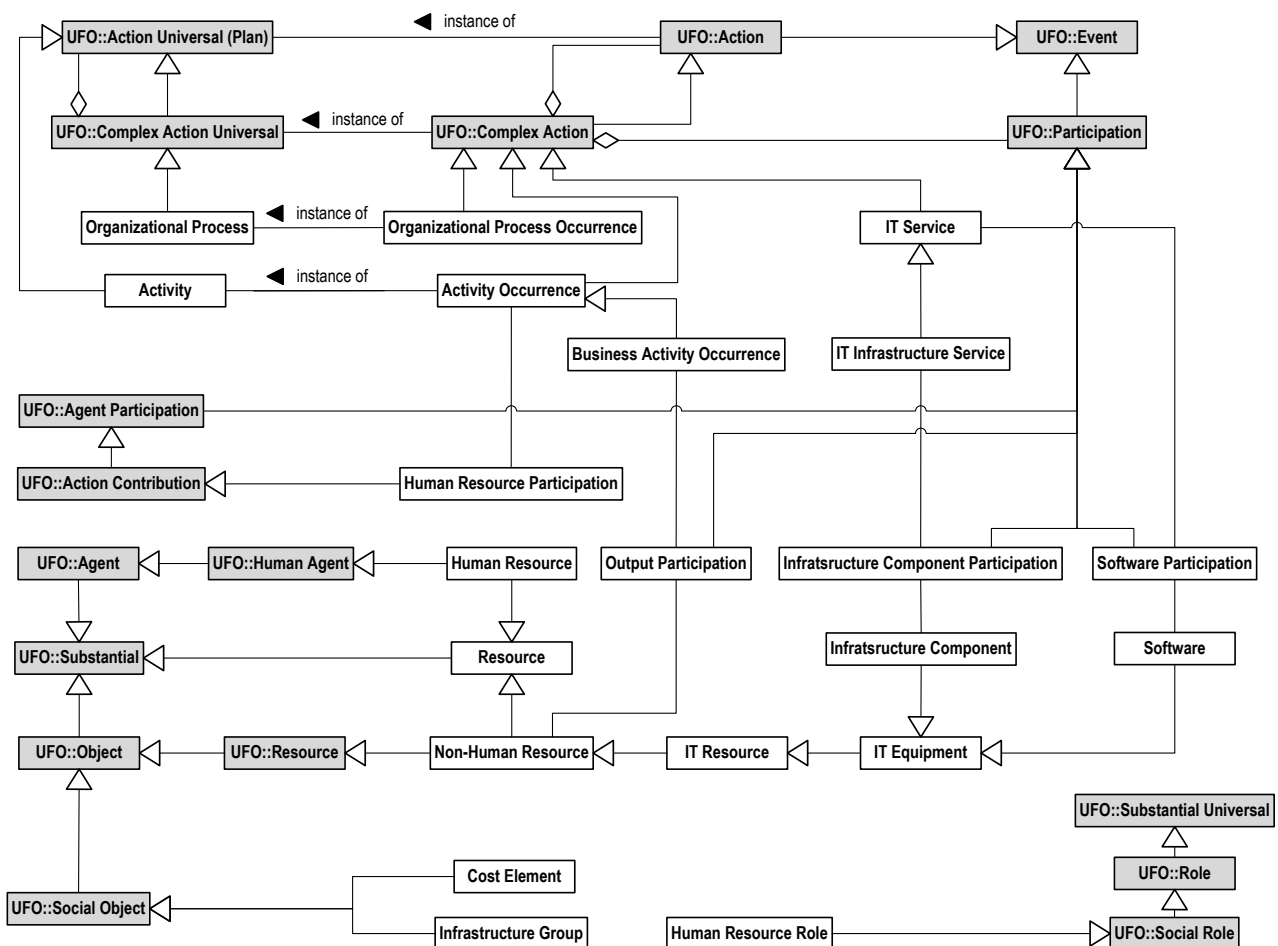 instance of
UFO::Action Universal (Plan)
UFO::Action
UFO::Event
instance of
UFO::Complex Action Universal
UFO::Complex Action
UFO::Participation
instance of
Organizational Process
Organizational Process Occurrence
IT Service
instance of
Activity
Activity Occurrence
Business Activity Occurrence
IT Infrastructure Service
UFO::Agent Participation
UFO::Action Contribution
Human Resource Participation
UFO::Agent
UFO::Human Agent
Human Resource
Output Participation
Infratsructure Component Participation
Software Participation
UFO::Substantial
Resource
Infratsructure Component
Software
UFO::Object
UFO::Resource
Non-Human Resource
IT Resource
IT Equipment
UFO::Substantial Universal
Cost Element
UFO::Role
UFO::Social Object
Infrastructure Group
Human Resource Role
UFO::Social Role